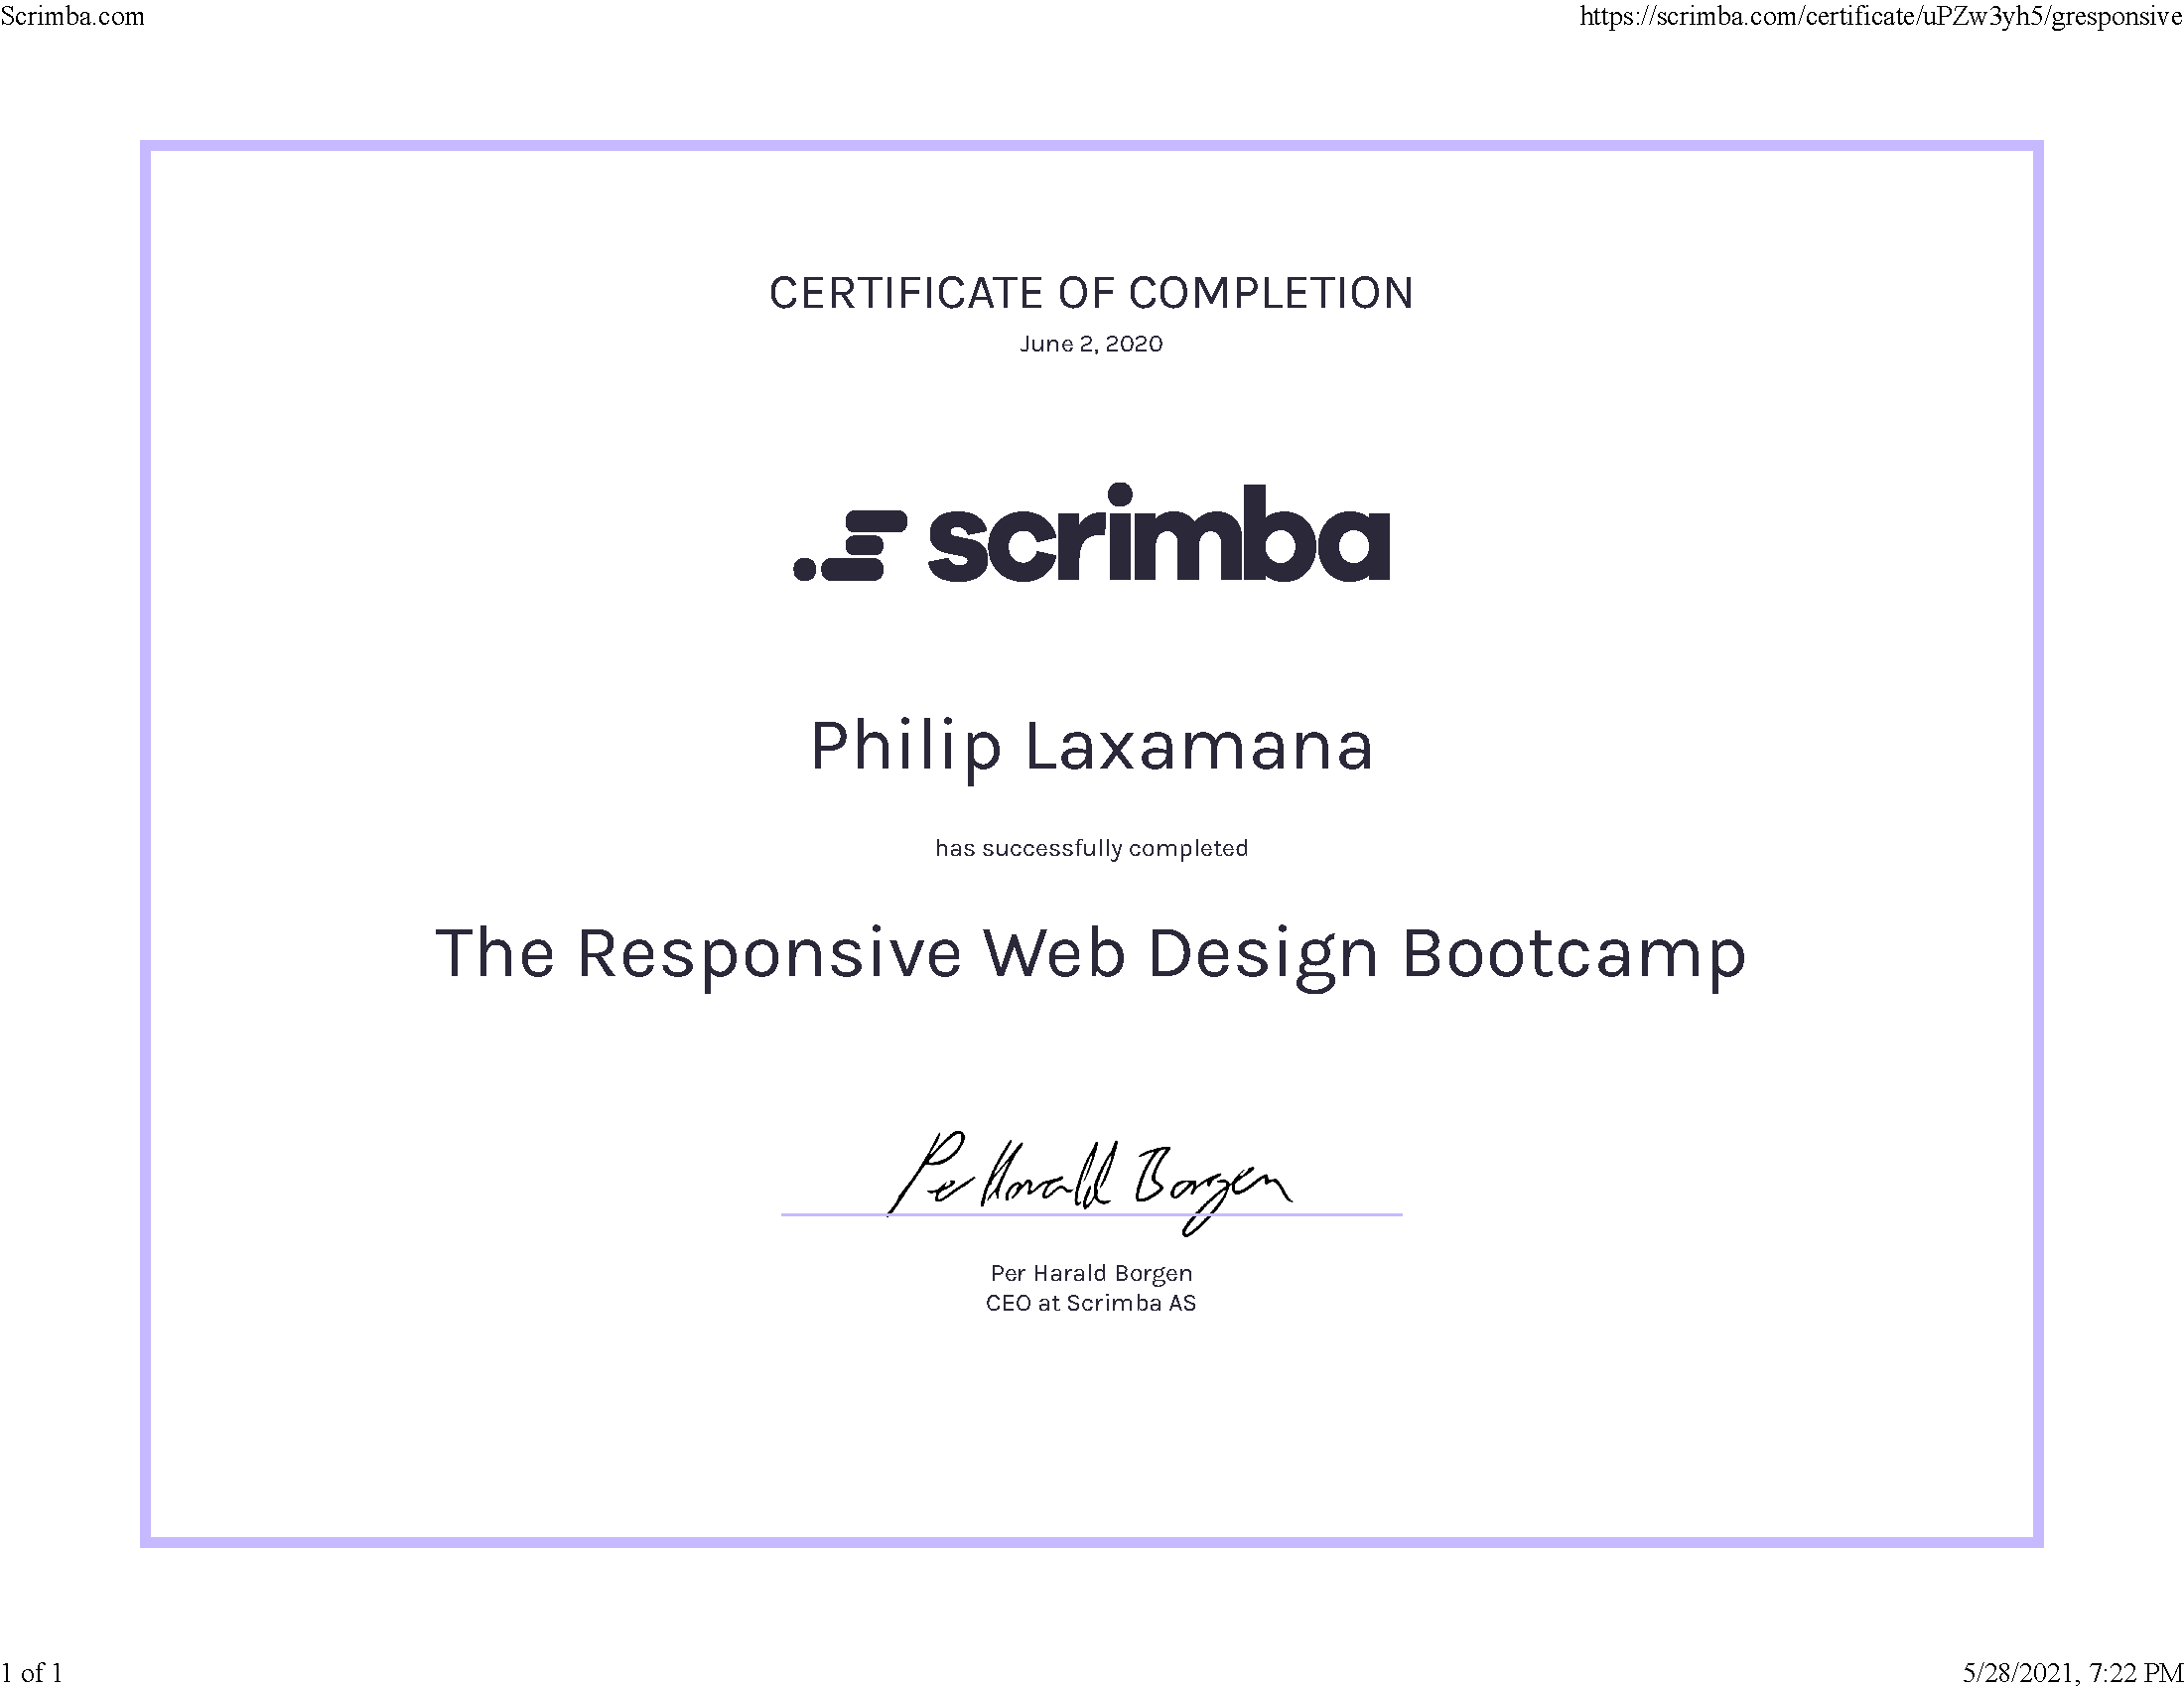 Scrimba.com
https://scrimba.com/certificate/uPZw3yh5/gresponsive
CERTIFICATE OF COMPLETION
June 2, 2020
scrimba
Philip Laxamana
has successfully completed
The Responsive Web Design Bootcamp
Per Harald Borgen
Per Harald Borgen
CEO at Scrimba AS
1 of 1
5/28/2021, 7:22 PM